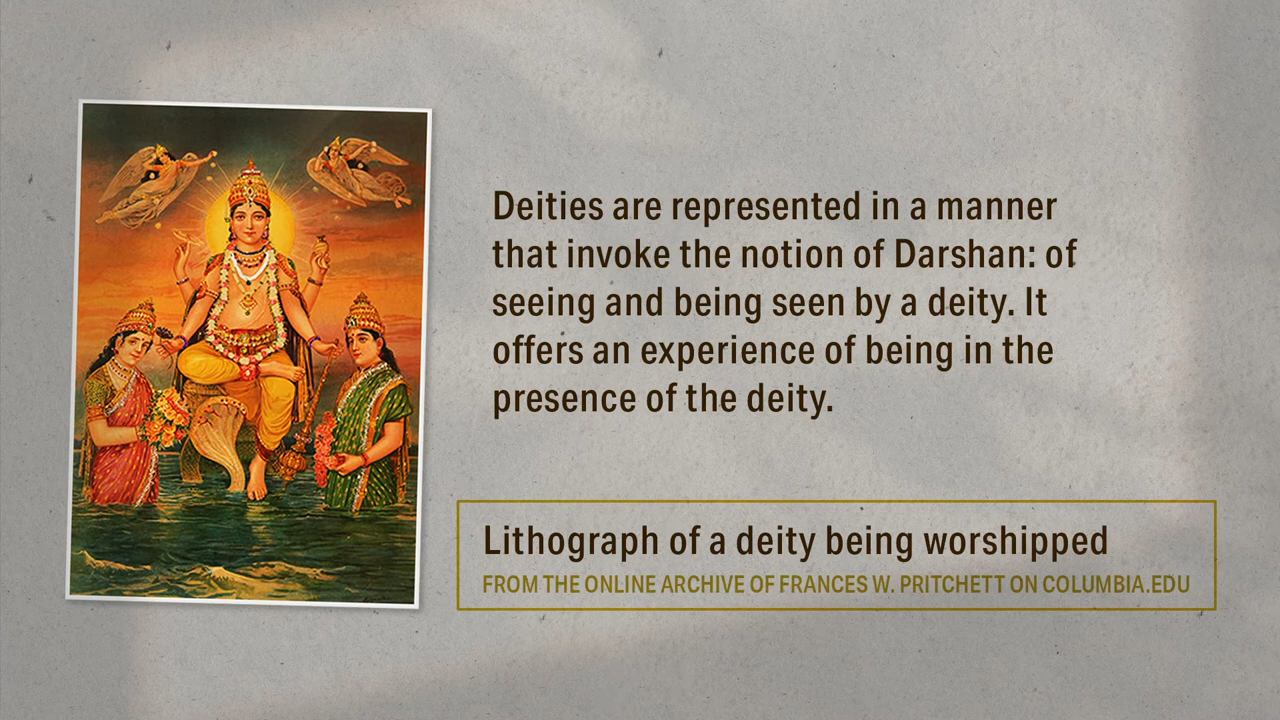 Deities are represented in a manner
that invoke the notion of Darshan: of
seeing and being seen by a deity. It
offers an experience of being in the
presence of the deity.
Lithograph of a deity being worshipped
FROM THE ONLINE ARCHIVE OF FRANCES W. PRITCHETT ON COLUMBIA.EDU